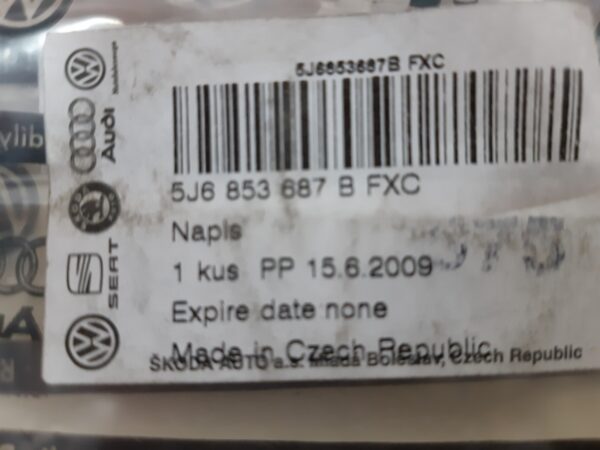 5J6853687B FXC
5J6 853 687 B FXC
Napis
1 kus PP 15.6.2009
Expire date none
Made in Czech Republic
ŠKODA AUTO a.s. Mladá Boleslav, Czech Republic
Audi
SEAT